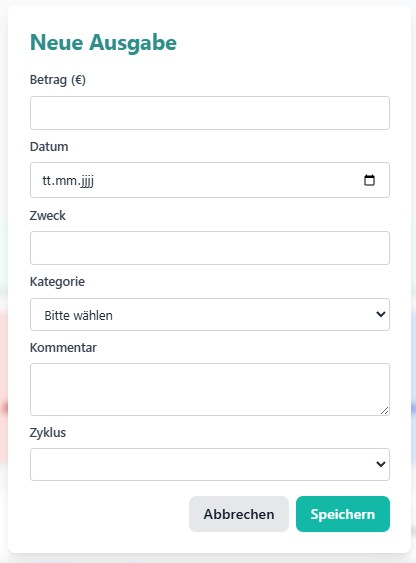 Neue Ausgabe
Betrag (€)
Datum
tt.mm.jjjj
Zweck
Kategorie
Bitte wählen
Kommentar
Zyklus
Abbrechen
Speichern